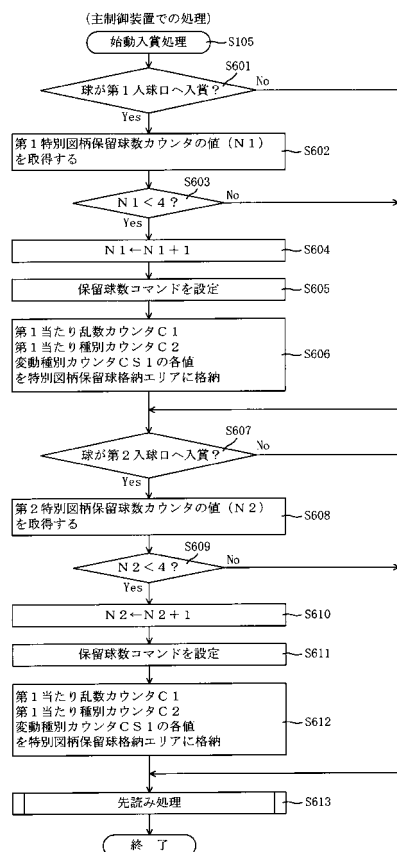 (主制御装置での処理)
始動入賞処理
S105
S601
球が第1入球口へ入賞？
No
Yes
第1特別図柄保留球数カウンタの値（N1）
を取得する
S602
S603
N1＜4？
No
Yes
N1←N1＋1
S604
保留球数コマンドを設定
S605
第1当たり乱数カウンタC1
第1当たり種別カウンタC2
変動種別カウンタCS1の各値
を特別図柄保留球格納エリアに格納
S606
S607
球が第2入球口へ入賞？
No
Yes
第2特別図柄保留球数カウンタの値（N2）
を取得する
S608
S609
N2＜4？
No
Yes
N2←N2＋1
S610
保留球数コマンドを設定
S611
第1当たり乱数カウンタC1
第1当たり種別カウンタC2
変動種別カウンタCS1の各値
を特別図柄保留球格納エリアに格納
S612
先読み処理
S613
終了